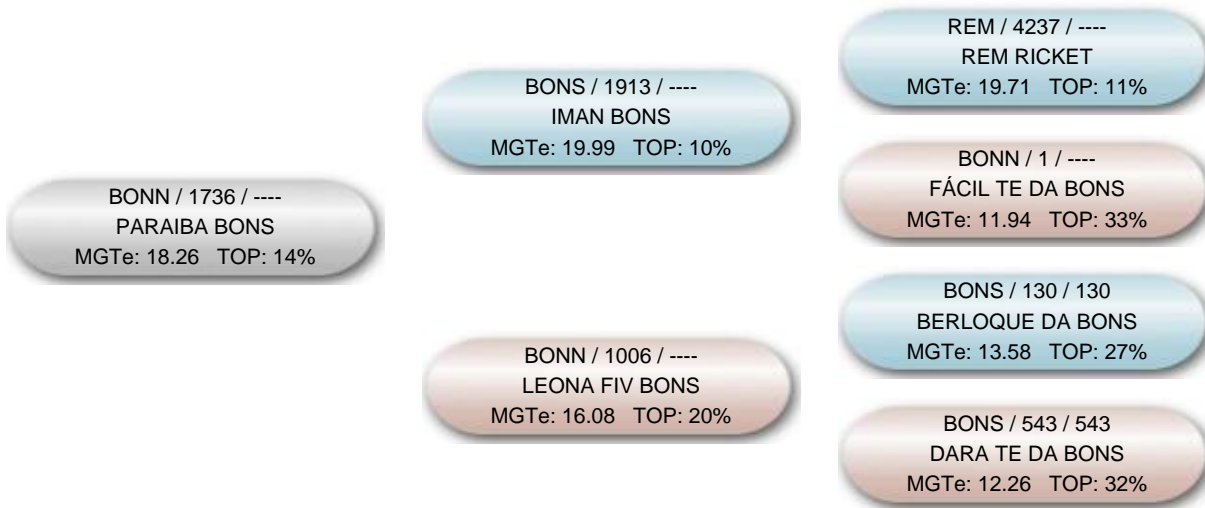 REM / 4237 / ----
REM RICKET
MGTe: 19.71 TOP: 11%
BONS / 1913 / ----
IMAN BONS
MGTe: 19.99 TOP: 10%
BONN / 1 / ----
FÁCIL TE DA BONS
MGTe: 11.94 TOP: 33%
BONN / 1736 / ----
PARAIBA BONS
MGTe: 18.26 TOP: 14%
BONS / 130 / 130
BERLOQUE DA BONS
MGTe: 13.58 TOP: 27%
BONN / 1006 / ----
LEONA FIV BONS
MGTe: 16.08 TOP: 20%
BONS / 543 / 543
DARA TE DA BONS
MGTe: 12.26 TOP: 32%